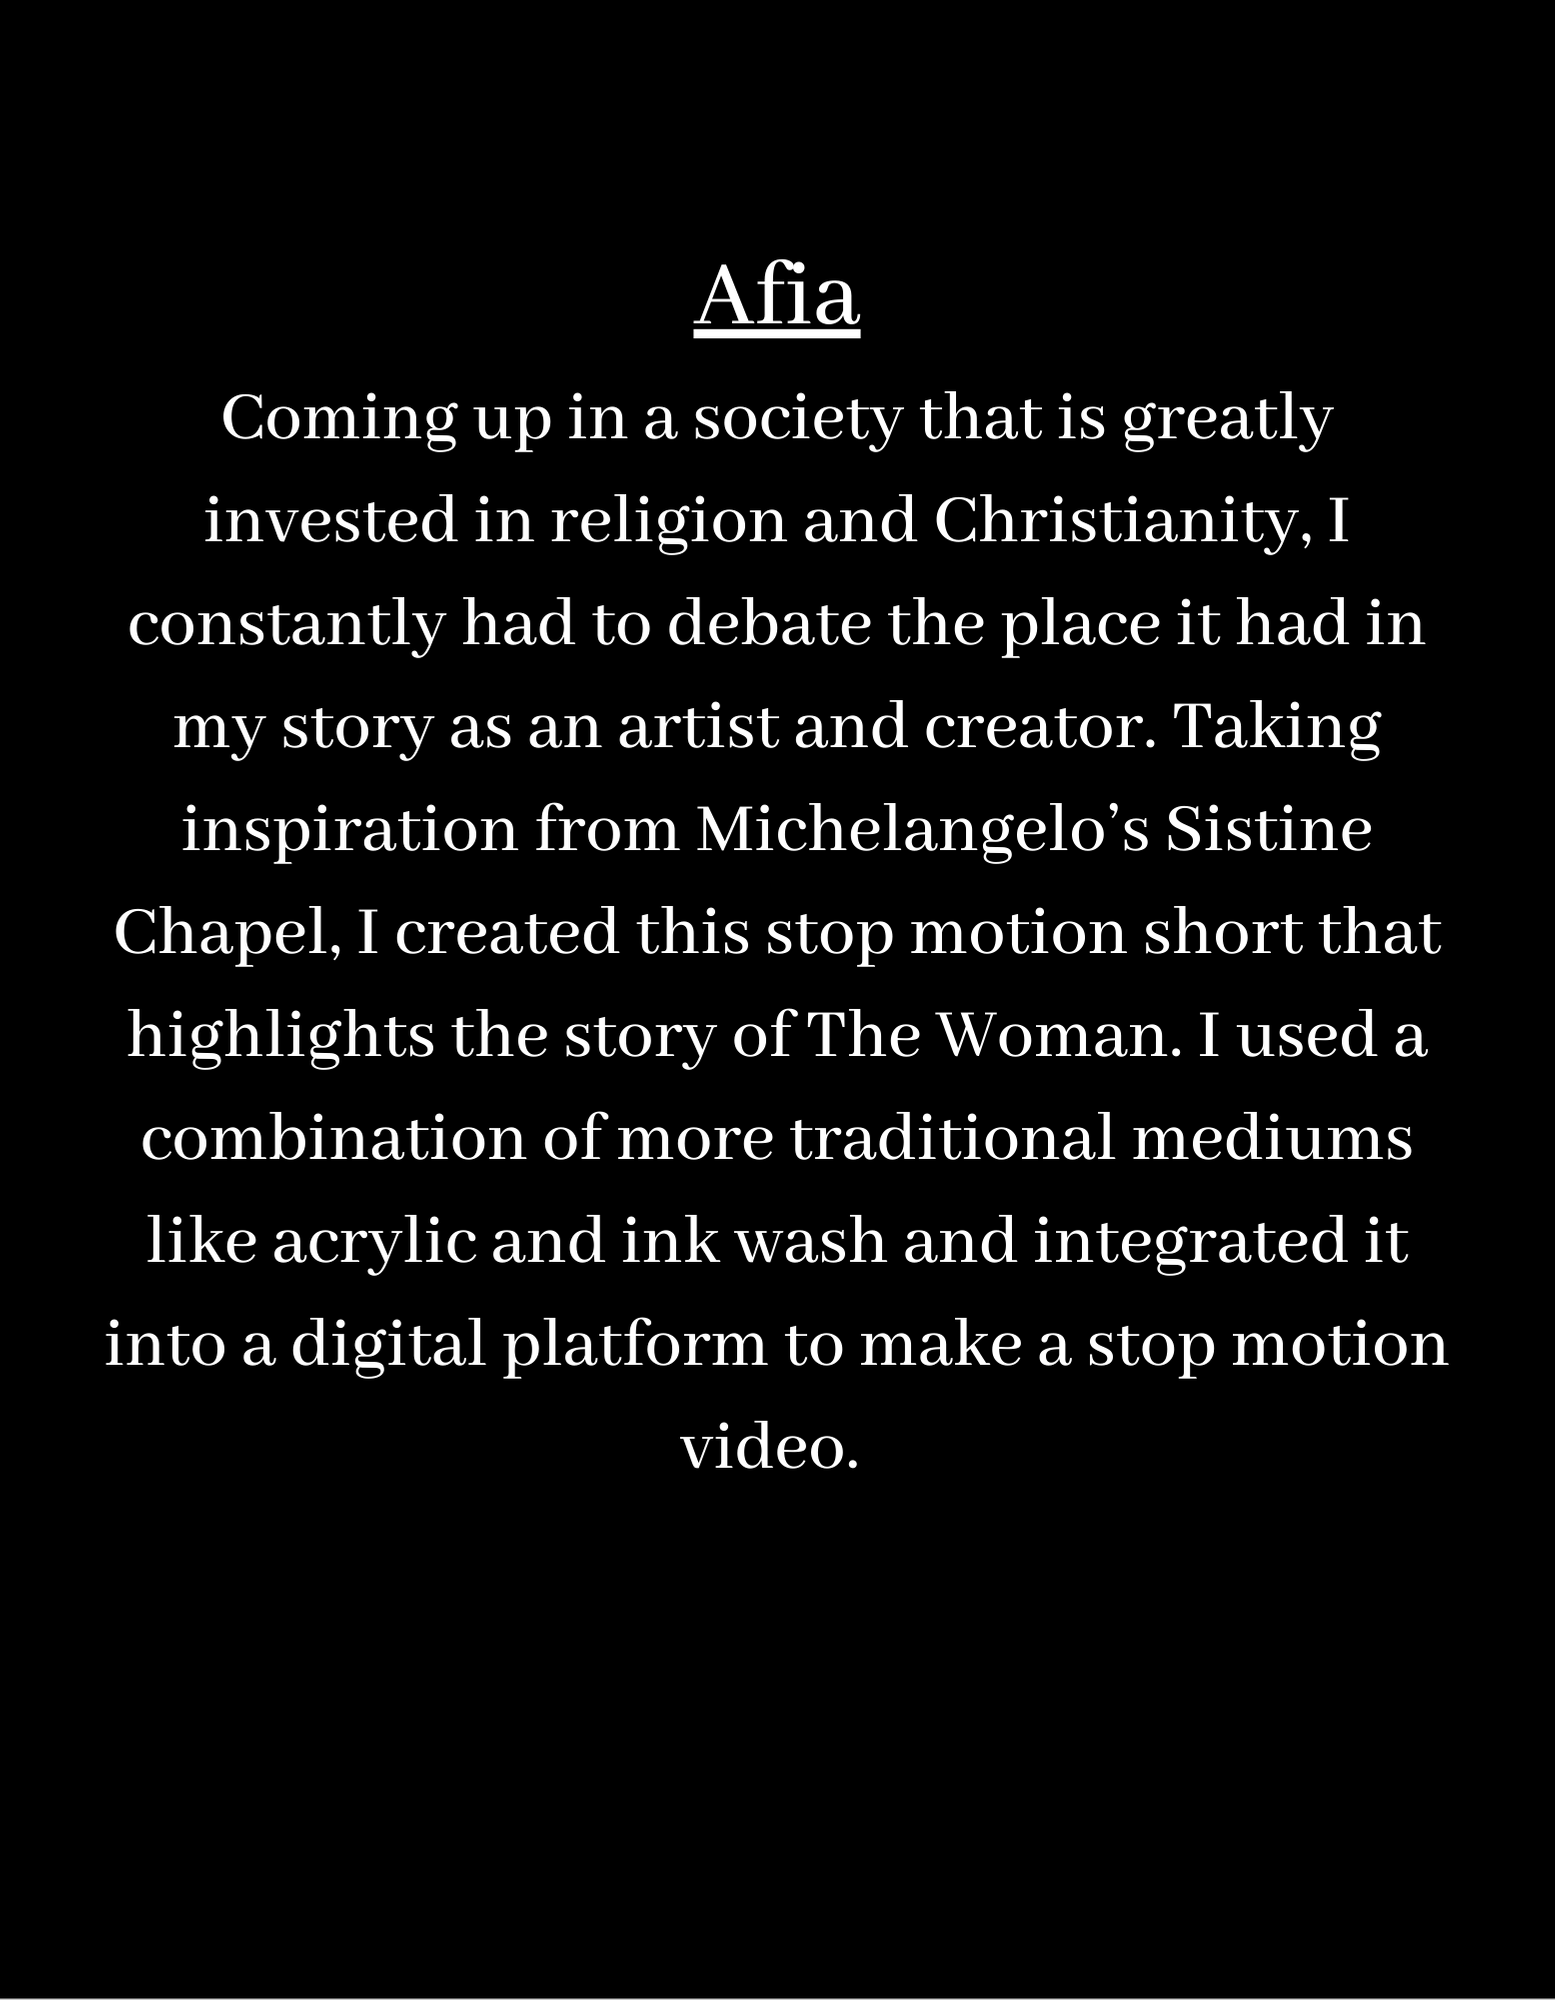 Afia
Coming up in a society that is greatly
invested in religion and Christianity, I
constantly had to debate the place it had in
my story as an artist and creator. Taking
inspiration from Michelangelo’s Sistine
Chapel, I created this stop motion short that
highlights the story of The Woman. I used a
combination of more traditional mediums
like acrylic and ink wash and integrated it
into a digital platform to make a stop motion
video.